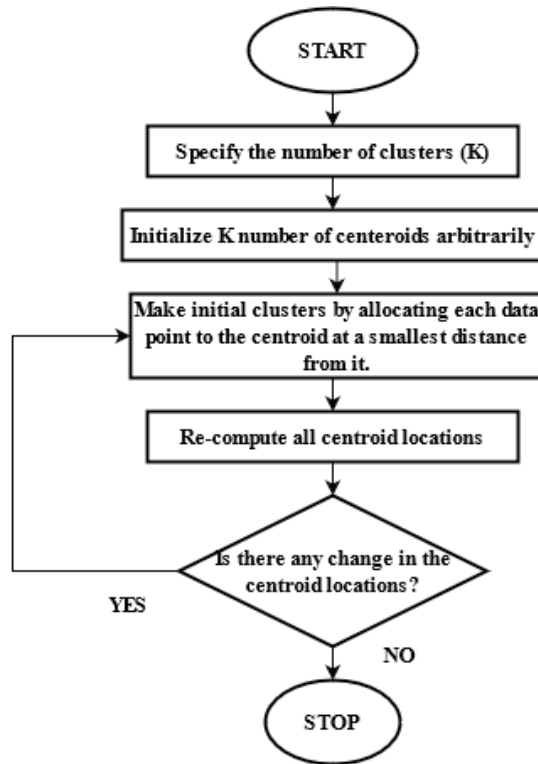 START
Specify the number of clusters (K)
Initialize K number of centeroids arbitrarily
Make initial clusters by allocating each data
point to the centroid at a smallest distance
from it.
Re-compute all centroid locations
Is there any change in the
centroid locations?
YES
NO
STOP